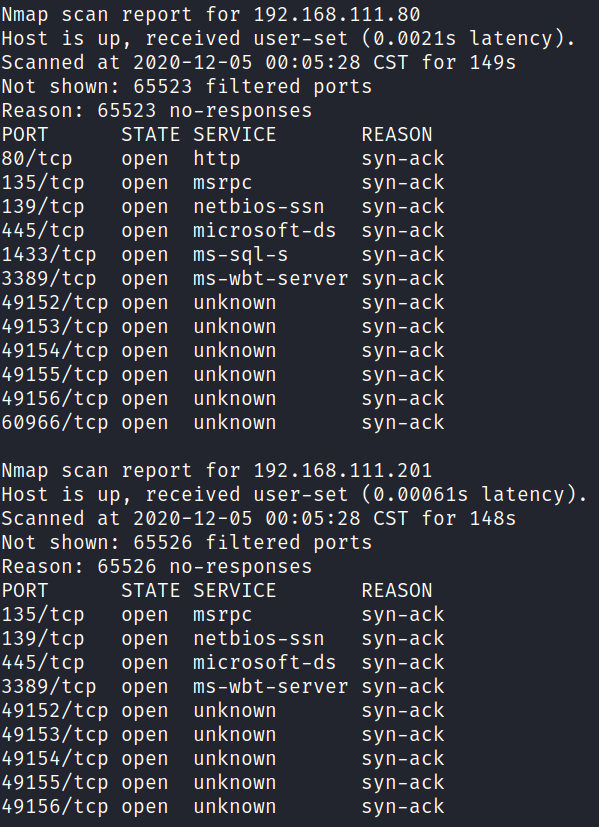 Nmap scan report for 192.168.111.80
Host is up, received user-set (0.0021s latency).
Scanned at 2020-12-05 00:05:28 CST for 149s
Not shown: 65523 filtered ports
Reason: 65523 no-responses
PORT      STATE SERVICE       REASON
80/tcp    open  http          syn-ack
135/tcp   open  msrpc         syn-ack
139/tcp   open  netbios-ssn   syn-ack
445/tcp   open  microsoft-ds  syn-ack
1433/tcp  open  ms-sql-s      syn-ack
3389/tcp  open  ms-wbt-server syn-ack
49152/tcp open  unknown       syn-ack
49153/tcp open  unknown       syn-ack
49154/tcp open  unknown       syn-ack
49155/tcp open  unknown       syn-ack
49156/tcp open  unknown       syn-ack
60966/tcp open  unknown       syn-ack

Nmap scan report for 192.168.111.201
Host is up, received user-set (0.00061s latency).
Scanned at 2020-12-05 00:05:28 CST for 148s
Not shown: 65526 filtered ports
Reason: 65526 no-responses
PORT      STATE SERVICE       REASON
135/tcp   open  msrpc         syn-ack
139/tcp   open  netbios-ssn   syn-ack
445/tcp   open  microsoft-ds  syn-ack
3389/tcp  open  ms-wbt-server syn-ack
49152/tcp open  unknown       syn-ack
49153/tcp open  unknown       syn-ack
49154/tcp open  unknown       syn-ack
49155/tcp open  unknown       syn-ack
49156/tcp open  unknown       syn-ack